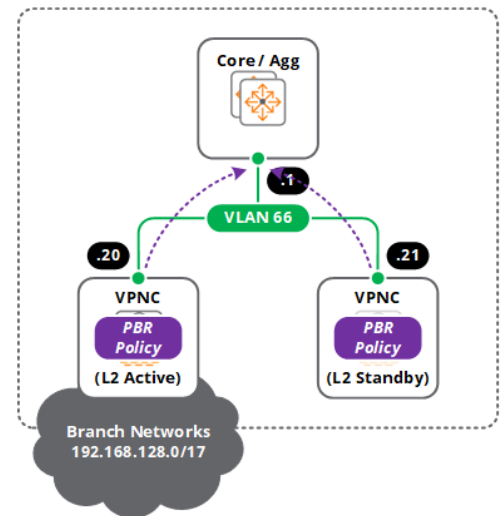 Core / Agg
.1
VLAN 66
.20
.21
VPNC
PBR
Policy
(L2 Active)
VPNC
PBR
Policy
(L2 Standby)
Branch Networks
192.168.128.0/17